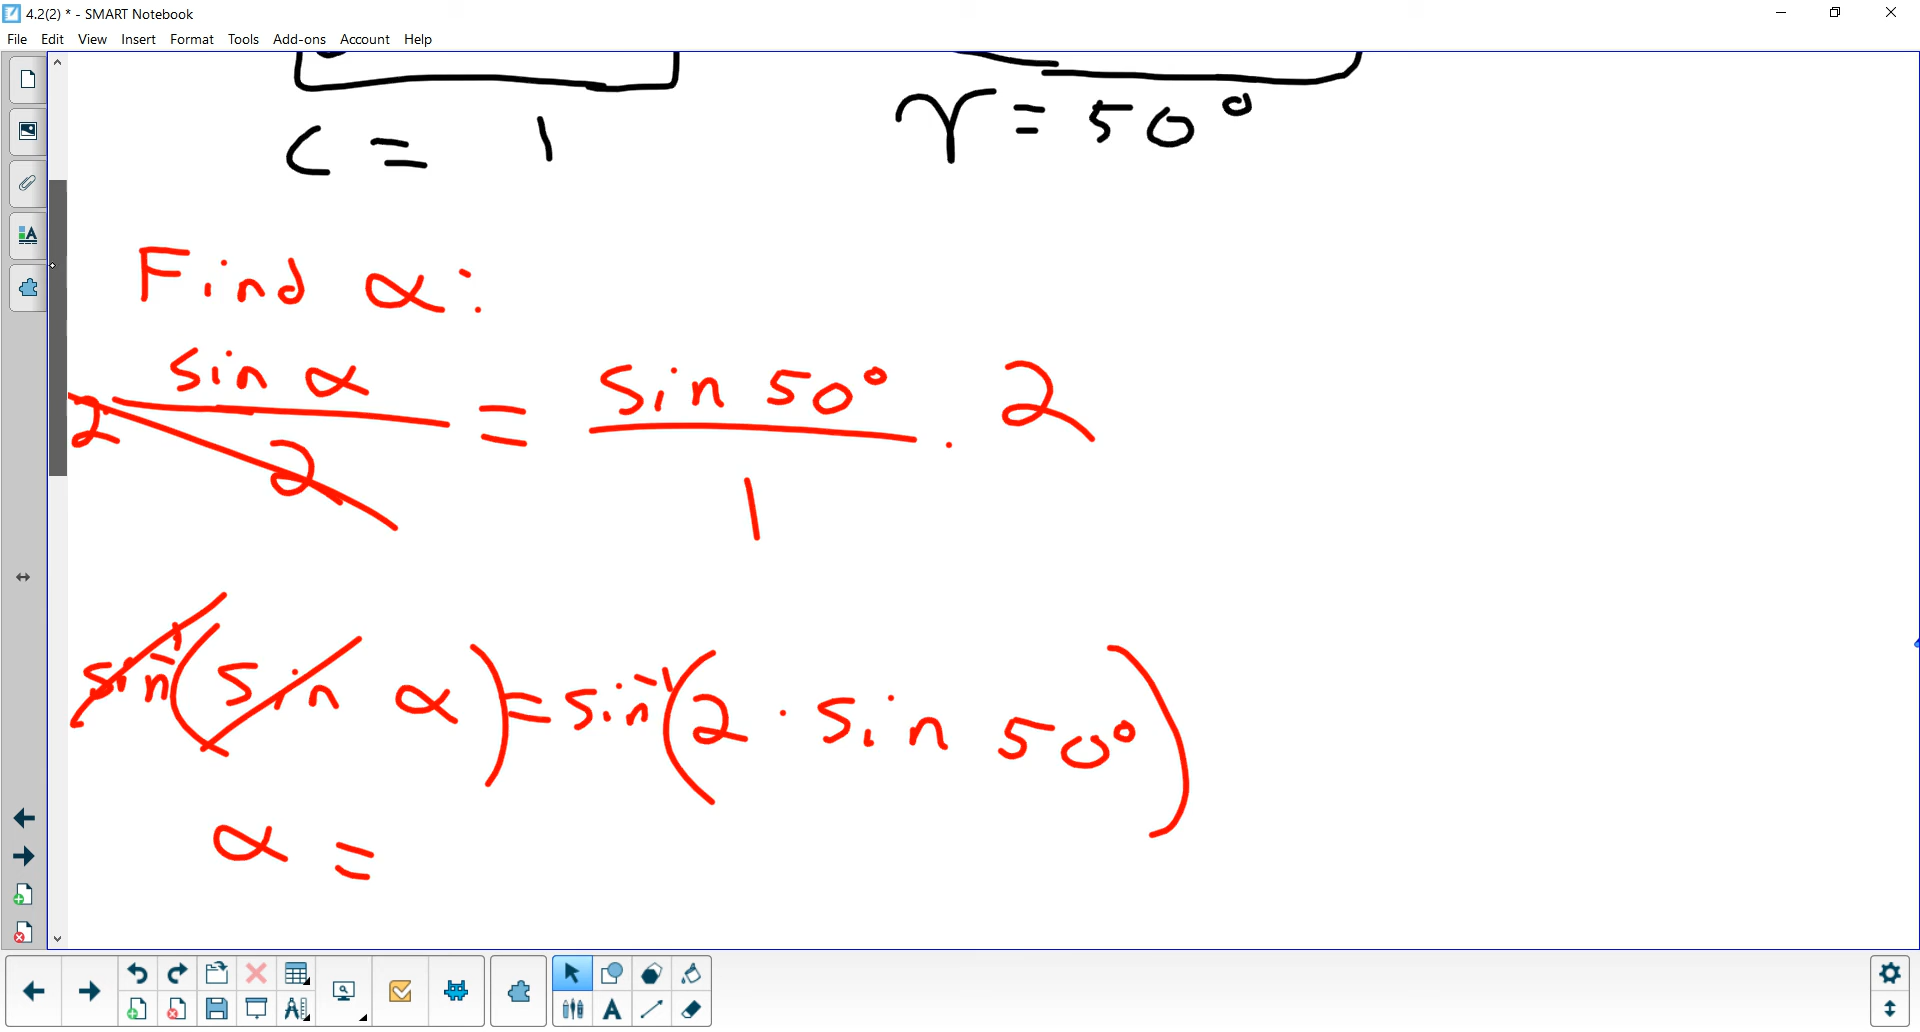 4.2(2) * - SMART Notebook
File Edit View Insert Format Tools Add-ons Account Help
c = 1
γ = 50°
Find α:
2 · sin α / 2 = sin 50° / 1 · 2
sin⁻¹(sin α) = sin⁻¹(2 · sin 50°)
α =